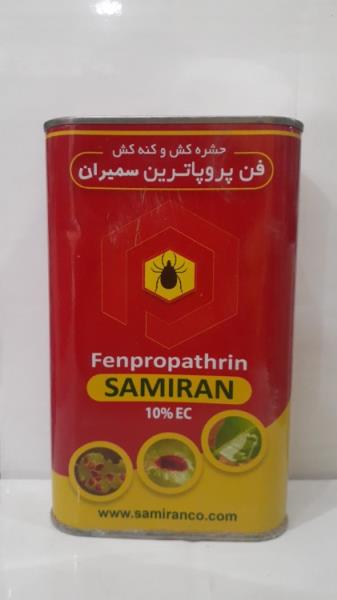 حشره کش و کنه کش
فن پروپاترین سمیران
Fenpropathrin
SAMIRAN
10% EC
www.samiranco.com